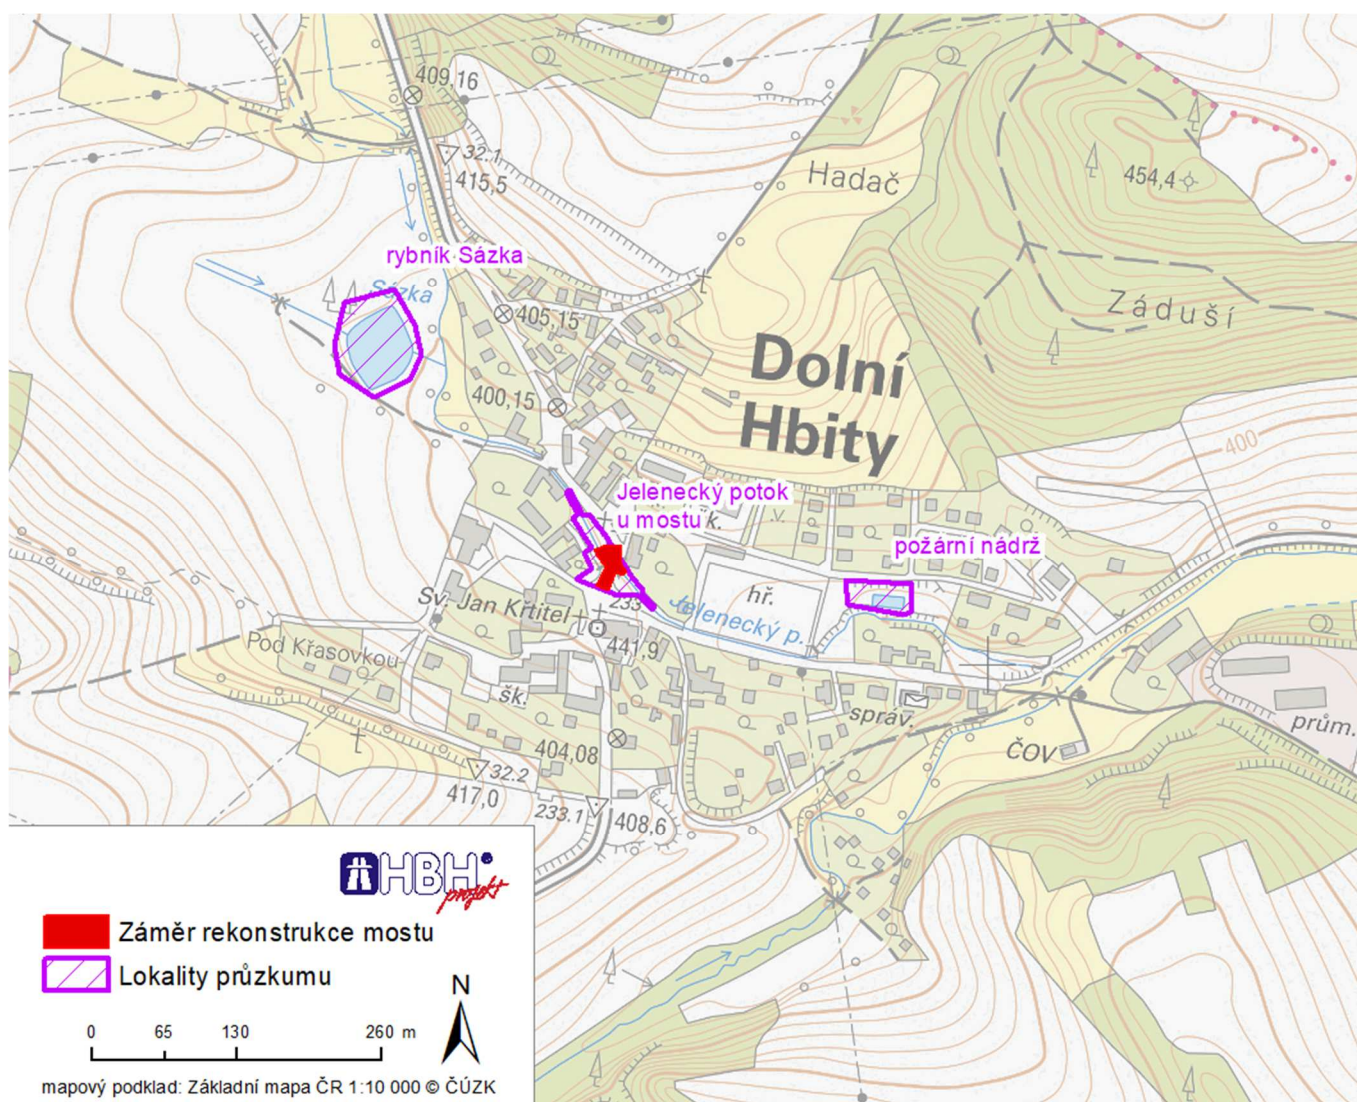 409,16
32.1
415,5
Hadač
454,4
rybník Sázka
Sázka
405,15
Záduší
Dolní
Hbity
400,15
400
Jelenecký potok
u mostu
k.
v.
požární nádrž
hř.
233
Jelenecký p.
Sv. Jan Křtitel
441,9
Pod Křasovkou
šk.
správ.
ČOV
prům.
404,08
32.2
417,0
233.1
408,6
HBH
projekt
Záměr rekonstrukce mostu
Lokality průzkumu
N
0 65 130 260 m
mapový podklad: Základní mapa ČR 1:10 000 © ČÚZK